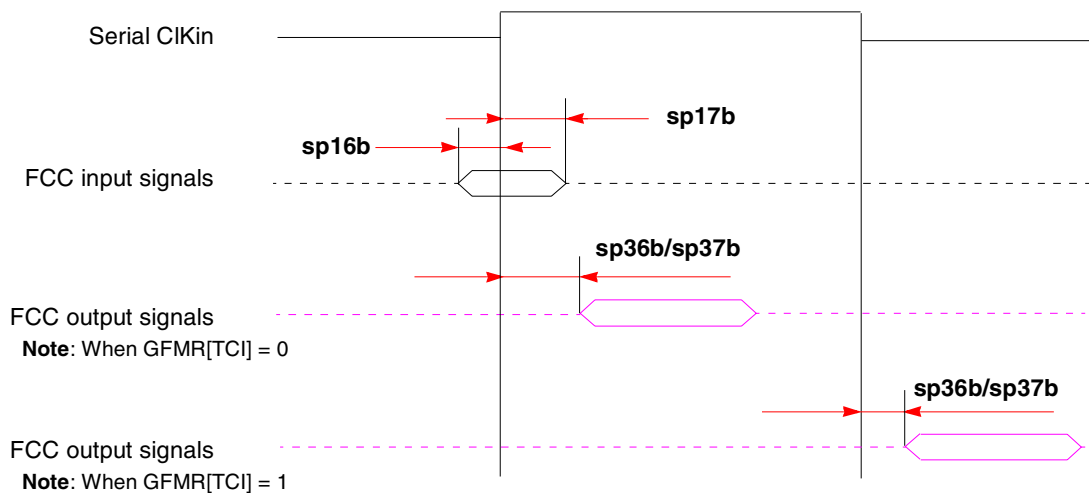 Serial ClKin
sp17b
sp16b
FCC input signals
sp36b/sp37b
FCC output signals
Note: When GFMR[TCI] = 0
sp36b/sp37b
FCC output signals
Note: When GFMR[TCI] = 1